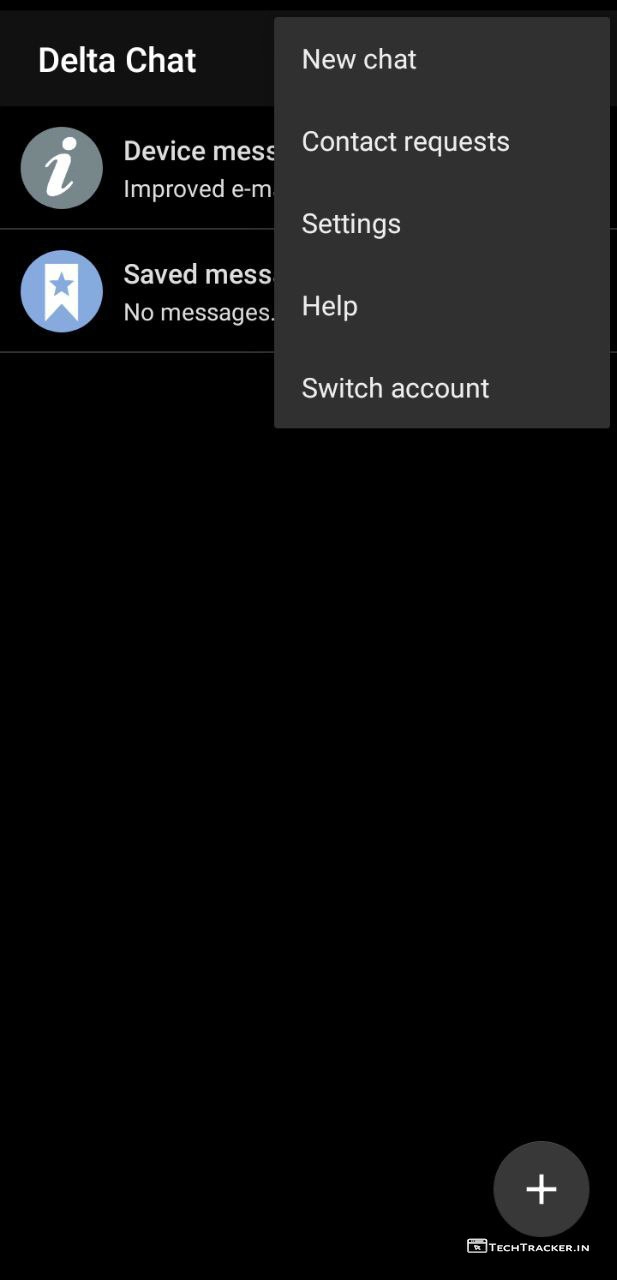 Delta Chat
New chat
Contact requests
Settings
Help
Switch account
Device mess
Improved e-m
Saved mess
No messages.
TECHTRACKER.IN